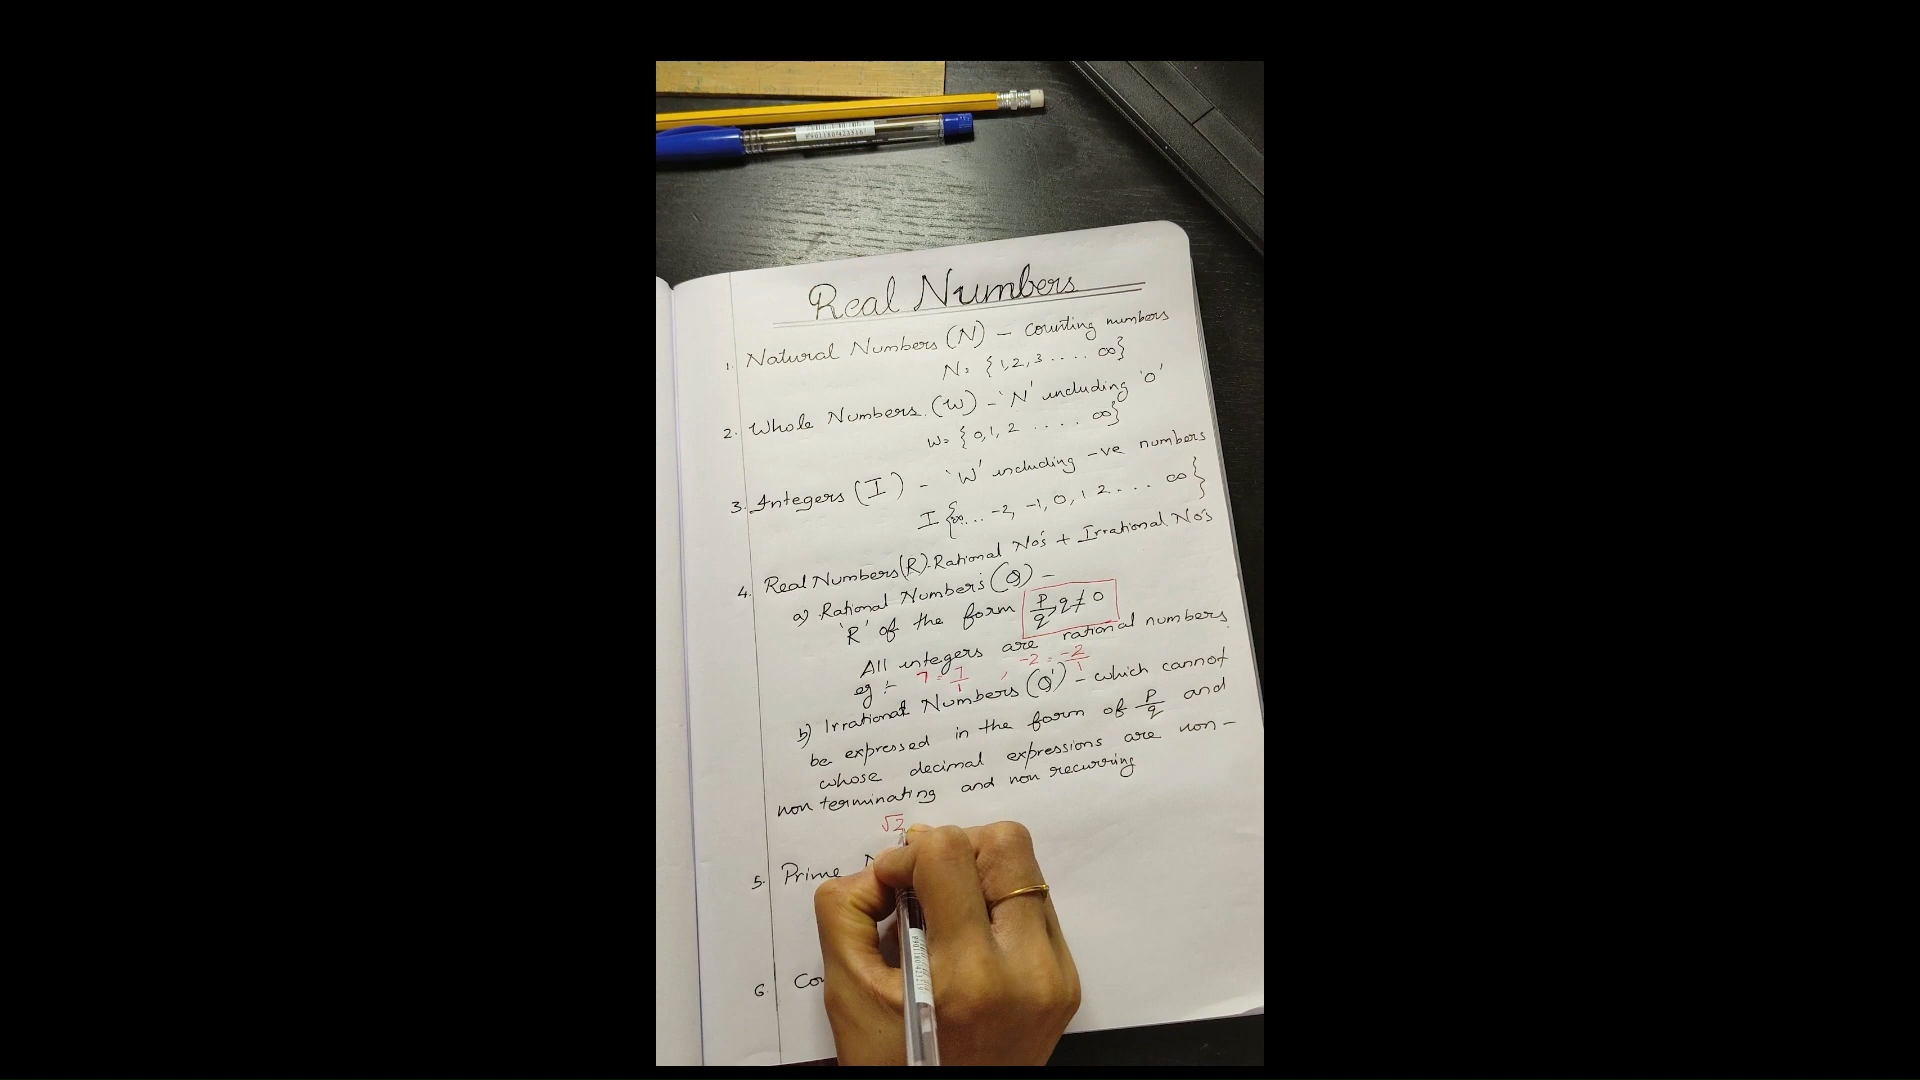 Real Numbers
1. Natural Numbers (N) - Counting numbers
N = {1, 2, 3 .... ∞}
2. Whole Numbers (W) - 'N' including '0'
W = {0, 1, 2 .... ∞}
3. Integers (I) - 'W' including -ve numbers
I {∞... -2, -1, 0, 1 2 ... ∞}
4. Real Numbers (R) - Rational No's + Irrational No's
a) Rational Numbers (Q) -
'R' of the form p/q, q ≠ 0
All integers are rational numbers
eg :- 7 = 7/1 , -2 = -2/1
b) Irrational Numbers (Q') - which cannot
be expressed in the form of p/q and
whose decimal expressions are non-
non terminating and non recurring
√2
5. Prime N
6. Co